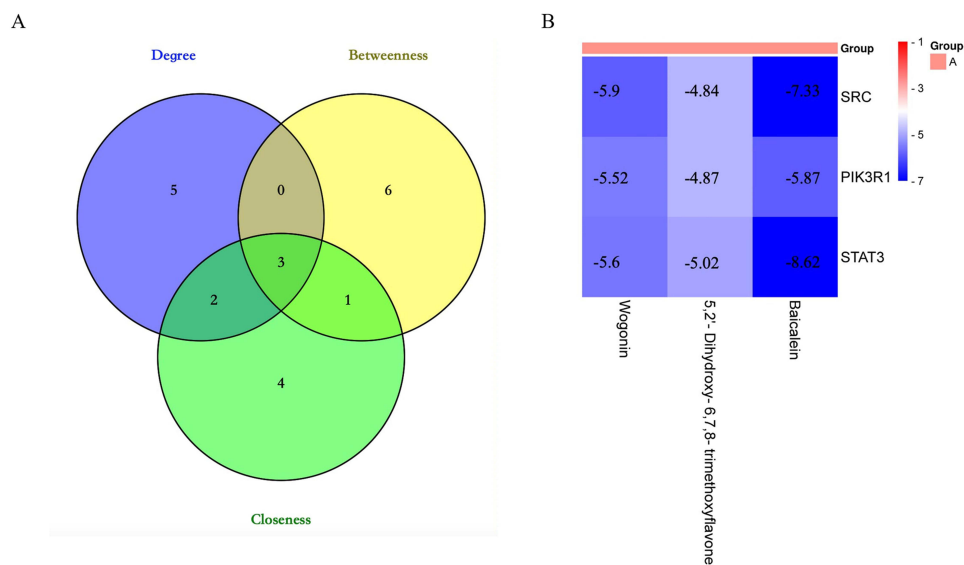 A
Degree
Betweenness
5
0
6
3
2
1
4
Closeness
B
Group
-5.9
-4.84
-7.33
SRC
-5.52
-4.87
-5.87
PIK3R1
-5.6
-5.02
-8.62
STAT3
Wogonin
5,2'- Dihydroxy- 6,7,8- trimethoxyflavone
Baicalein
- 1
- 3
- 5
- 7
Group
A